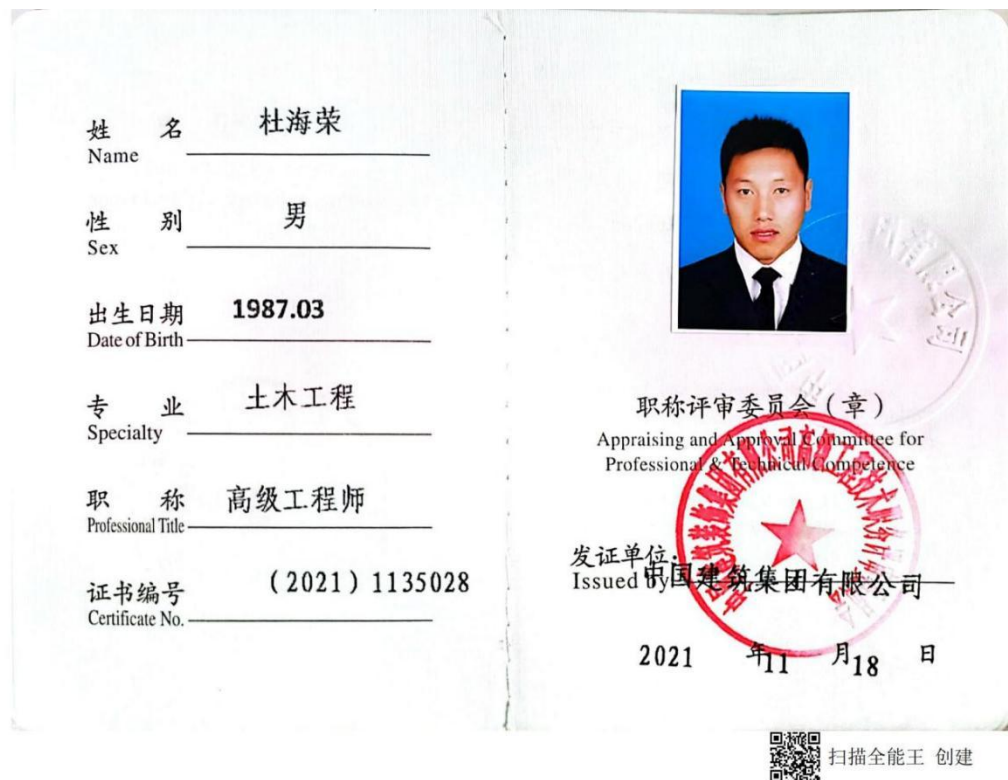 姓 名 杜海荣
Name
性 别 男
Sex
出生日期 1987.03
Date of Birth
专 业 土木工程
Specialty
职 称 高级工程师
Professional Title
证书编号 (2021) 1135028
Certificate No.
职称评审委员会（章）
Appraising and Approval Committee for
Professional & Technical Competence
发证单位：
Issued by 中国建筑集团有限公司
2021 年 11 月 18 日
扫描全能王 创建